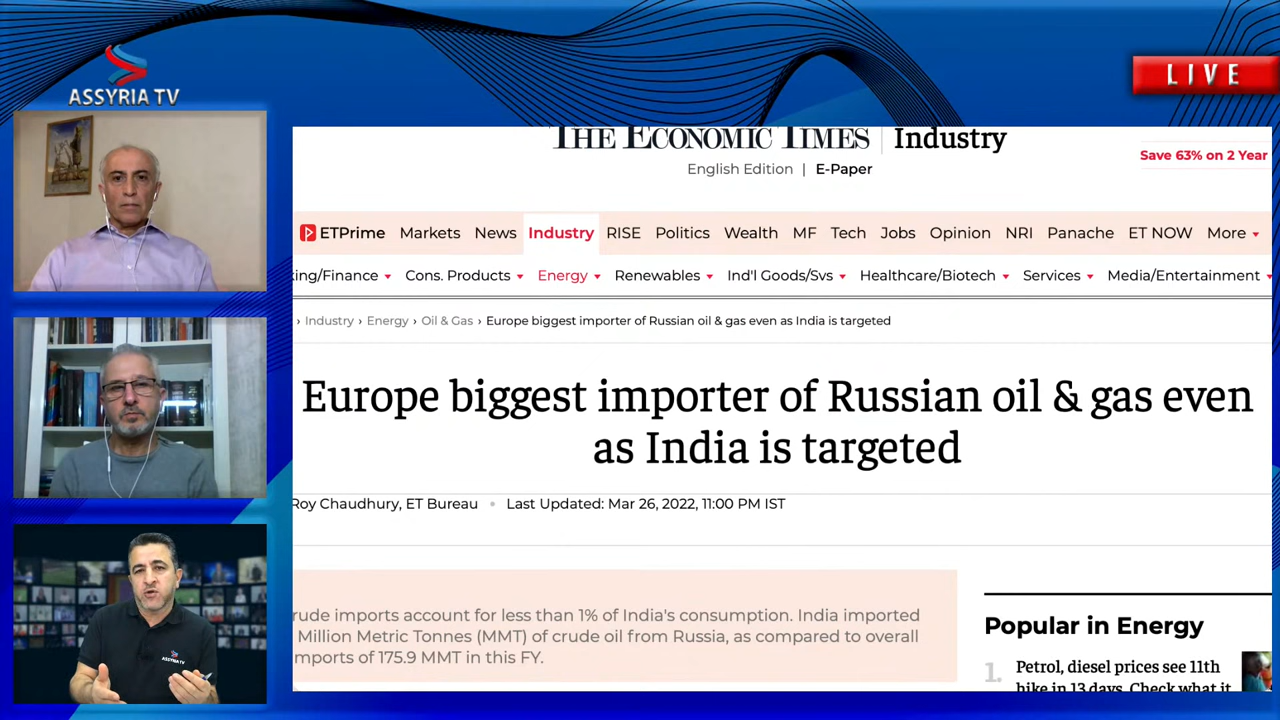 ASSYRIA TV
LIVE
THE ECONOMIC TIMES | Industry
Save 63% on 2 Year
English Edition | E-Paper
ETPrime Markets News Industry RISE Politics Wealth MF Tech Jobs Opinion NRI Panache ET NOW More
king/Finance Cons. Products Energy Renewables Ind'l Goods/Svs Healthcare/Biotech Services Media/Entertainment
› Industry › Energy › Oil & Gas › Europe biggest importer of Russian oil & gas even as India is targeted
Europe biggest importer of Russian oil & gas even
as India is targeted
Roy Chaudhury, ET Bureau • Last Updated: Mar 26, 2022, 11:00 PM IST
rude imports account for less than 1% of India's consumption. India imported
Million Metric Tonnes (MMT) of crude oil from Russia, as compared to overall
mports of 175.9 MMT in this FY.
Popular in Energy
1. Petrol, diesel prices see 11th
hike in 13 days. Check what it
ASSYRIA TV